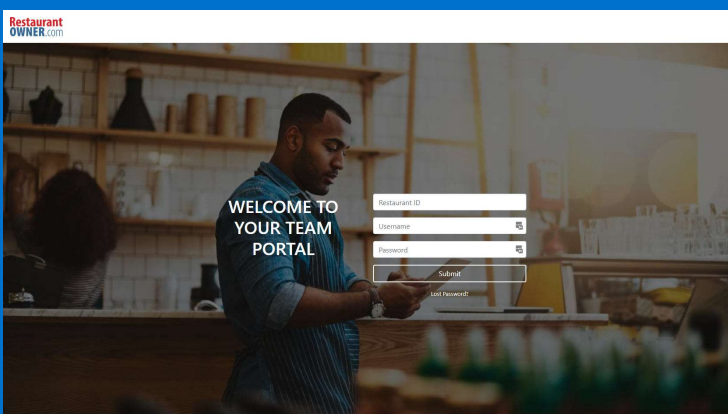 Restaurant
OWNER.com
WELCOME TO
YOUR TEAM
PORTAL
Restaurant ID
Username
Password
Submit
Lost Password?